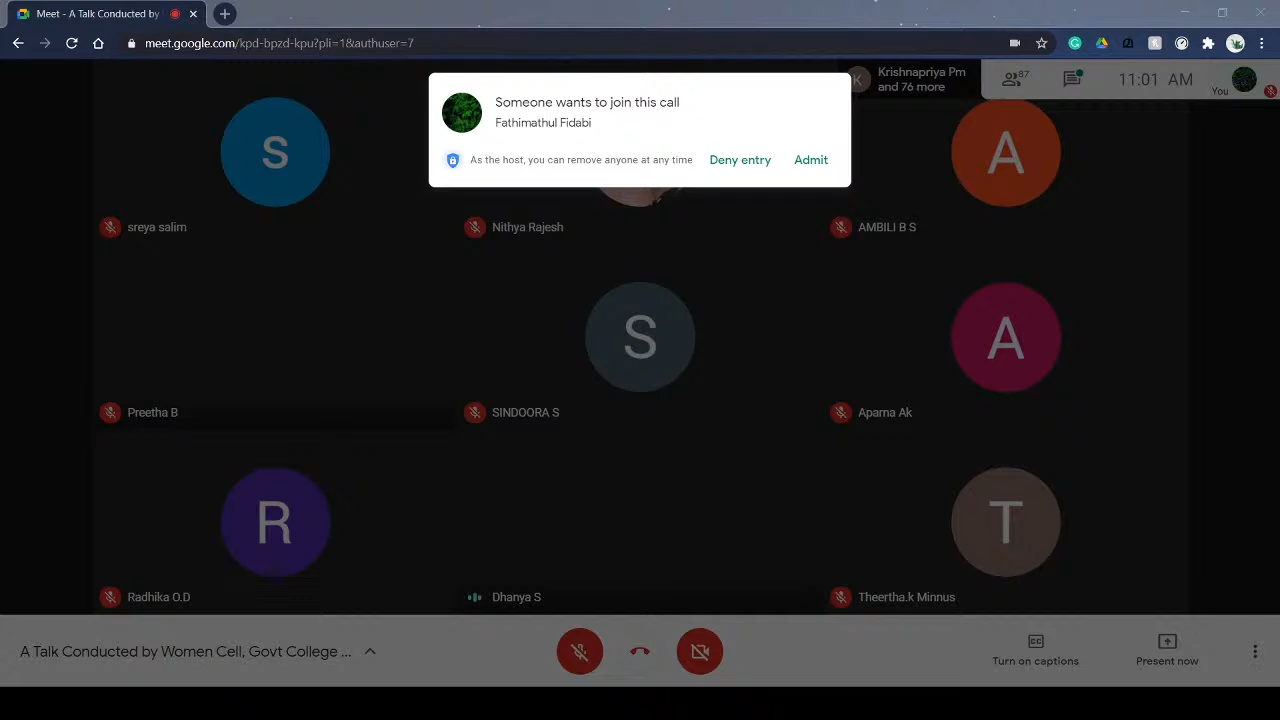 Meet - A Talk Conducted by
meet.google.com/kpd-bpzd-kpu?pli=1&authuser=7
Someone wants to join this call
Fathimathul Fidabi
As the host, you can remove anyone at any time
Deny entry
Admit
K
Krishnapriya Pm
and 76 more
87
11:01 AM
You
s
A
sreya salim
Nithya Rajesh
AMBILI B S
S
A
Preetha B
SINDOORA S
Aparna Ak
R
T
Radhika O.D
Dhanya S
Theertha.k Minnus
A Talk Conducted by Women Cell, Govt College ...
CC
Turn on captions
Present now